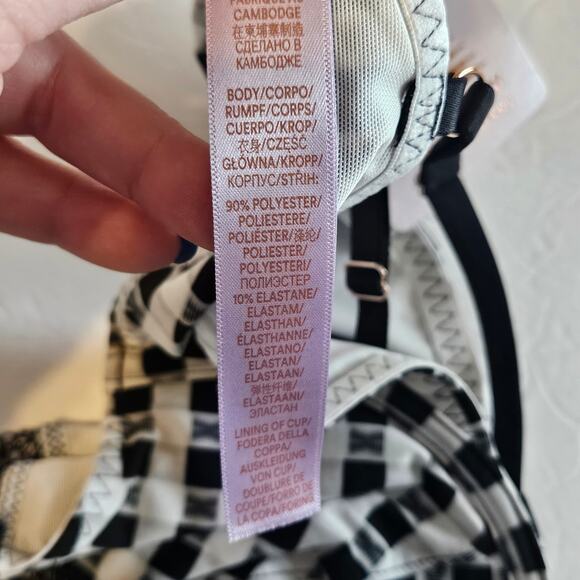 FABRIQUÉ AU
CAMBODGE
在柬埔寨制造
СДЕЛАНО В
КАМБОДЖЕ
BODY/CORPO/
RUMPF/CORPS/
CUERPO/KROP/
衣身/CZĘŚĆ
GŁÓWNA/KROPP/
КОРПУС/STŘIH:
90% POLYESTER/
POLIESTERE/
POLIÉSTER/涤纶/
POLIESTER/
POLYESTERI/
ПОЛИЭСТЕР
10% ELASTANE/
ELASTAM/
ELASTHAN/
ÉLASTHANNE/
ELASTANO/
ELASTAN/
ELASTAAN/
弹性纤维/
ELASTAANI/
ЭЛАСТАН
LINING OF CUP/
FODERA DELLA
COPPA/
AUSKLEIDUNG
VON CUP/
DOUBLURE DE
COUPE/FORRO DE
LA COPA/FORING